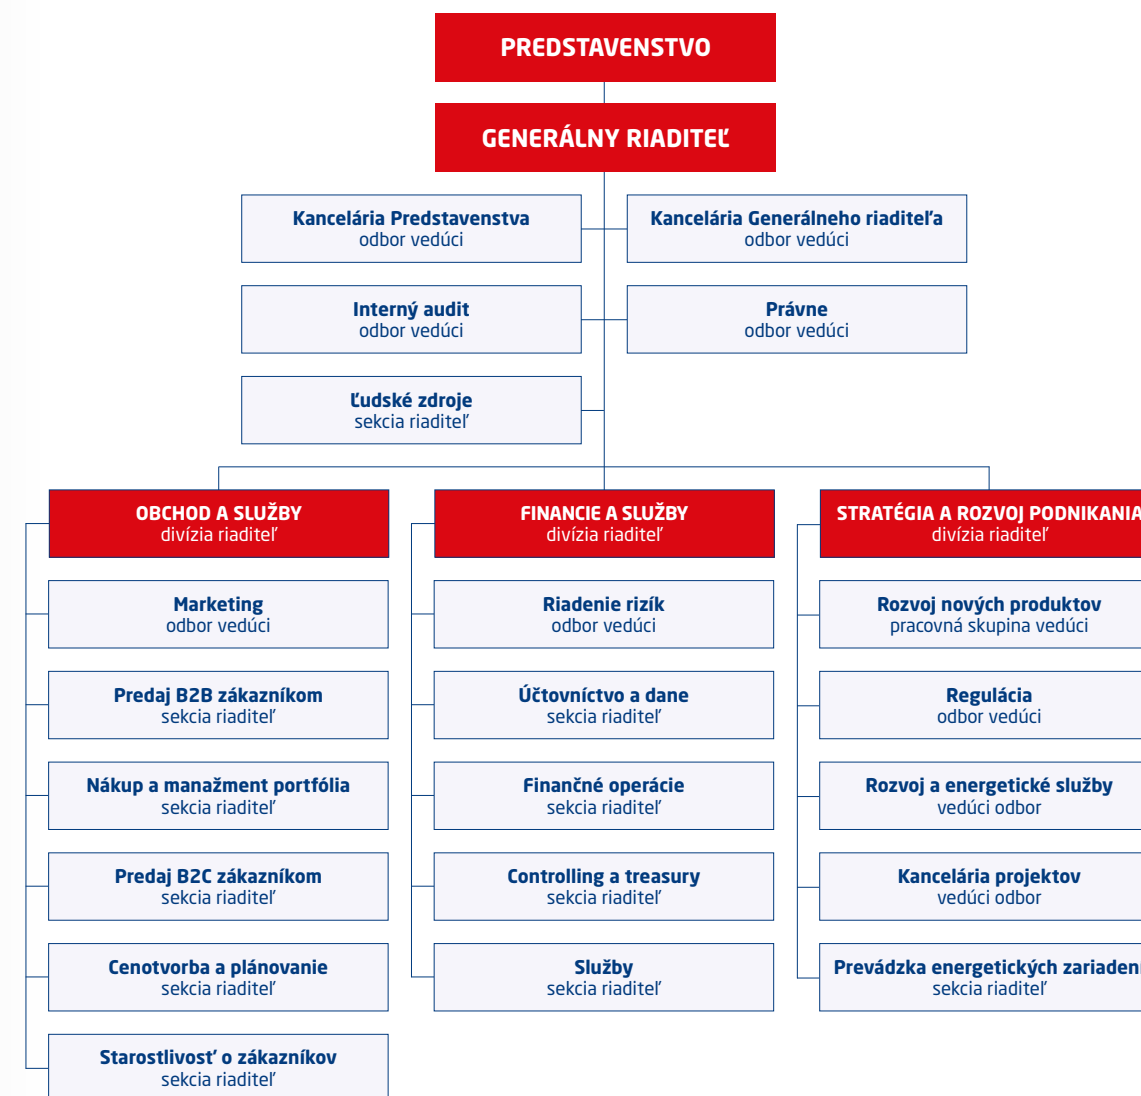 PREDSTAVENSTVO
GENERÁLNY RIADITEĽ
Kancelária Predstavenstva
odbor vedúci
Kancelária Generálneho riaditeľa
odbor vedúci
Interný audit
odbor vedúci
Právne
odbor vedúci
Ľudské zdroje
sekcia riaditeľ
OBCHOD A SLUŽBY
divízia riaditeľ
Marketing
odbor vedúci
Predaj B2B zákazníkom
sekcia riaditeľ
Nákup a manažment portfólia
sekcia riaditeľ
Predaj B2C zákazníkom
sekcia riaditeľ
Cenotvorba a plánovanie
sekcia riaditeľ
Starostlivosť o zákazníkov
sekcia riaditeľ
FINANCIE A SLUŽBY
divízia riaditeľ
Riadenie rizík
odbor vedúci
Účtovníctvo a dane
sekcia riaditeľ
Finančné operácie
sekcia riaditeľ
Controlling a treasury
sekcia riaditeľ
Služby
sekcia riaditeľ
STRATÉGIA A ROZVOJ PODNIKANIA
divízia riaditeľ
Rozvoj nových produktov
pracovná skupina vedúci
Regulácia
odbor vedúci
Rozvoj a energetické služby
vedúci odbor
Kancelária projektov
vedúci odbor
Prevádzka energetických zariadení
sekcia riaditeľ